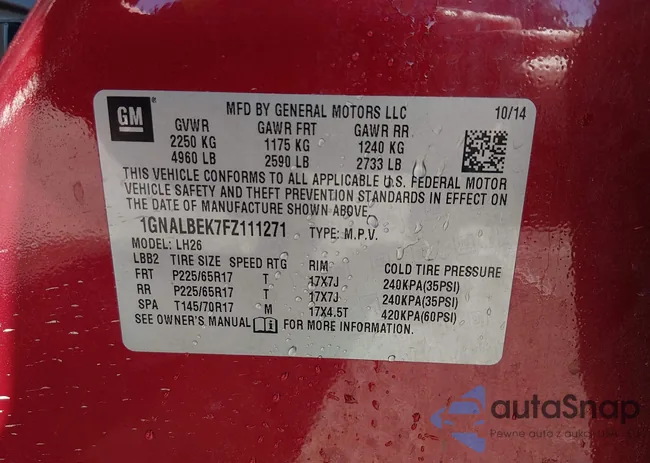 GM ® MFD BY GENERAL MOTORS LLC 10/14
GVWR GAWR FRT GAWR RR
2250 KG 1175 KG 1240 KG
4960 LB 2590 LB 2733 LB
THIS VEHICLE CONFORMS TO ALL APPLICABLE U.S. FEDERAL MOTOR
VEHICLE SAFETY AND THEFT PREVENTION STANDARDS IN EFFECT ON
THE DATE OF MANUFACTURE SHOWN ABOVE.
1GNALBEK7FZ111271 TYPE: M.P.V.
MODEL: LH26
LBB2 TIRE SIZE SPEED RTG RIM COLD TIRE PRESSURE
FRT P225/65R17 T 17X7J 240KPA(35PSI)
RR P225/65R17 T 17X7J 240KPA(35PSI)
SPA T145/70R17 M 17X4.5T 420KPA(60PSI)
SEE OWNER'S MANUAL FOR MORE INFORMATION.
autaSnap
Pewne auto z